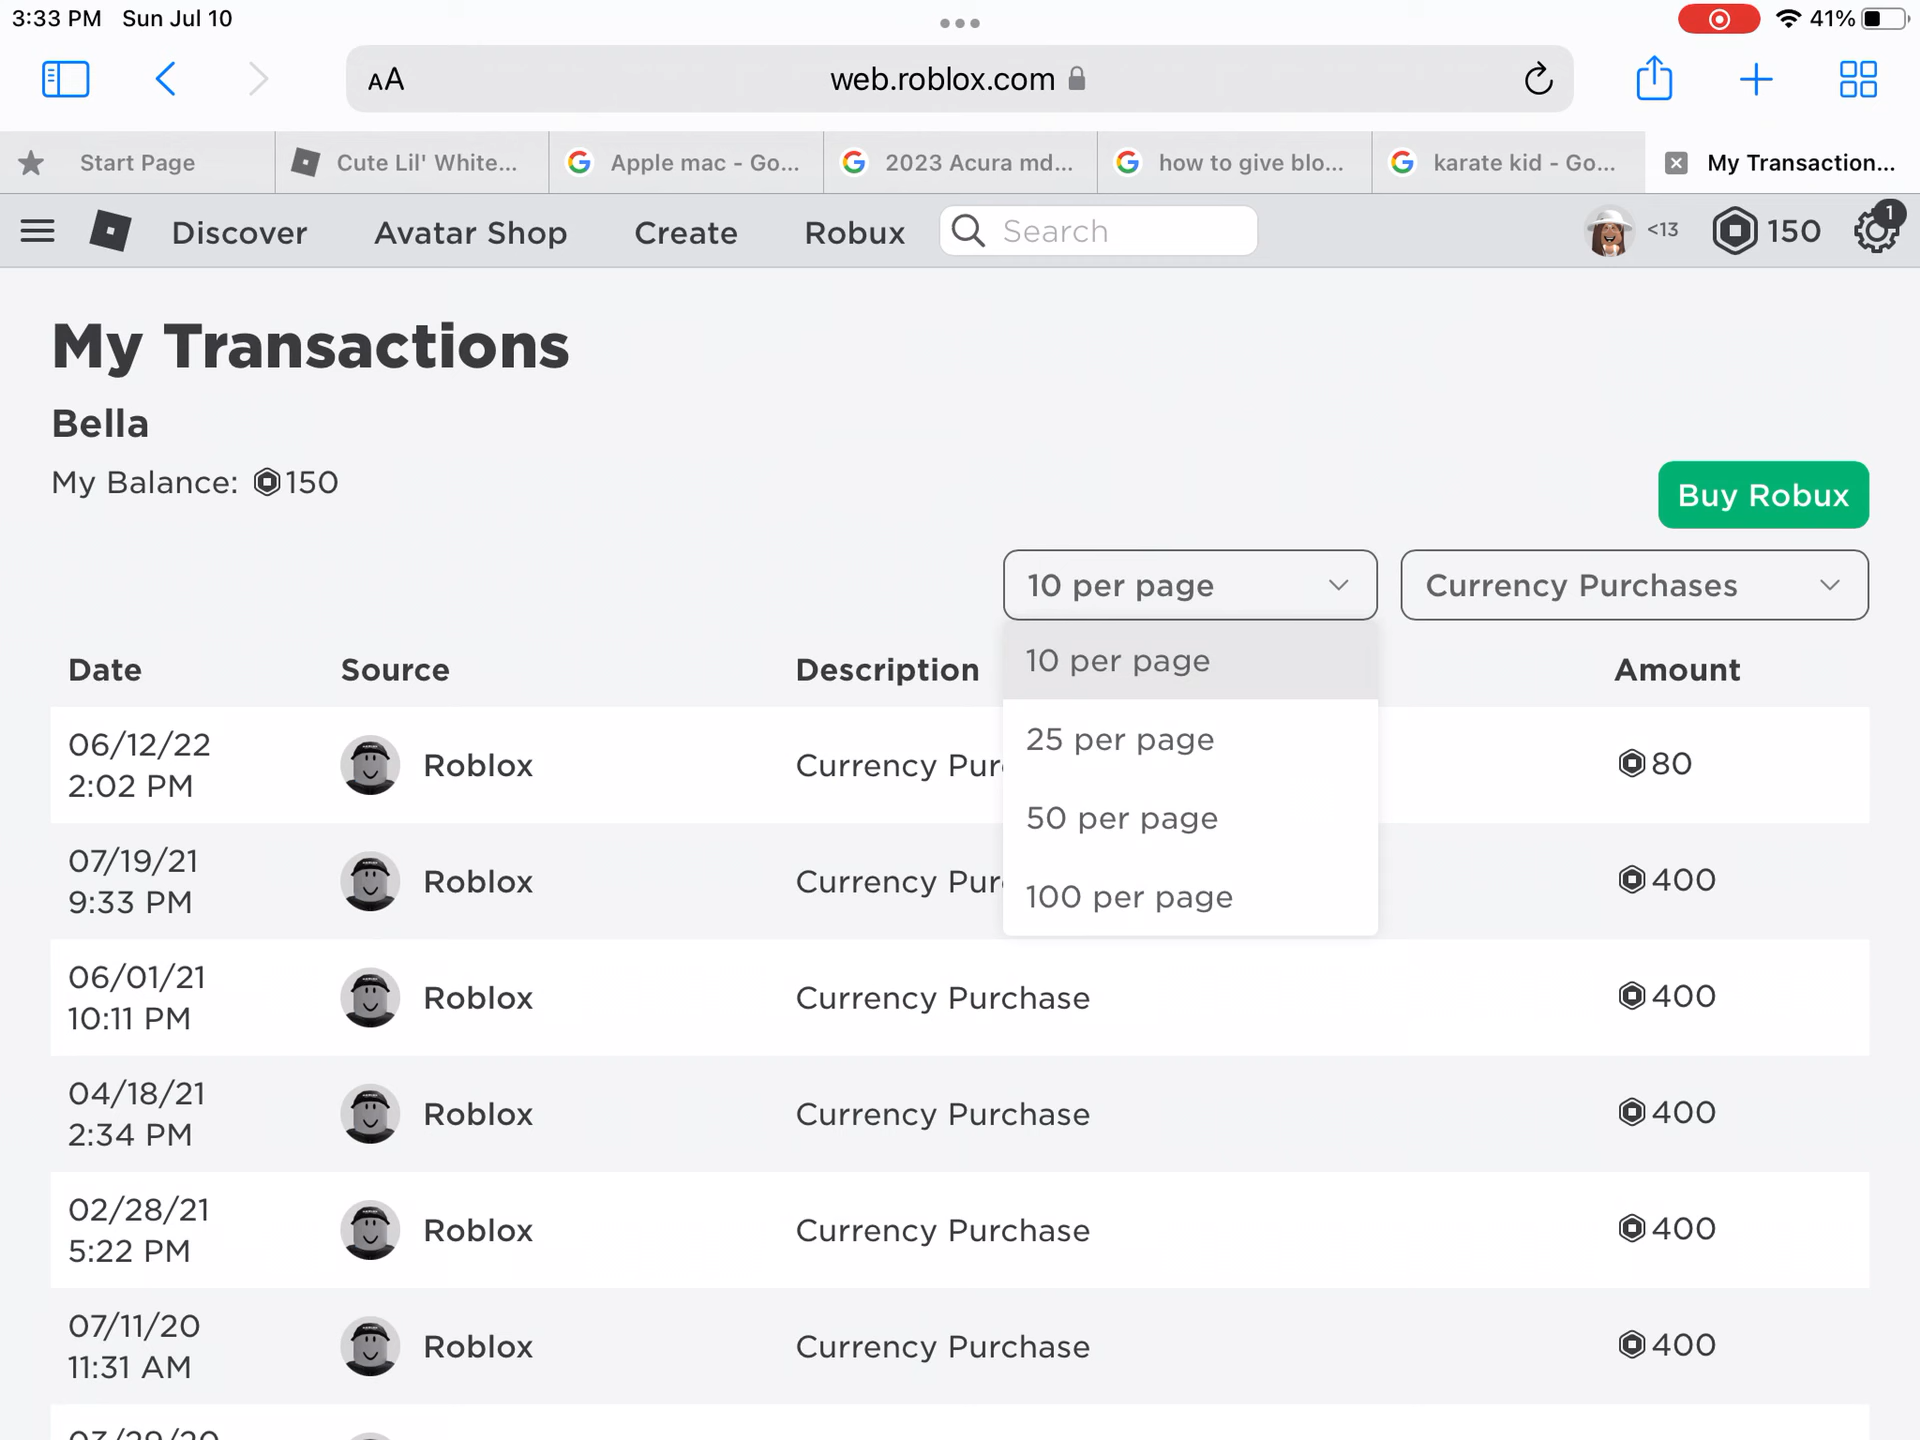 3:33 PM Sun Jul 10
41%
AA web.roblox.com
Start Page Cute Lil' White... Apple mac - Go... 2023 Acura md... how to give blo... karate kid - Go... My Transaction...
Discover Avatar Shop Create Robux Search <13 150 1
My Transactions
Bella
My Balance: 150
Buy Robux
10 per page Currency Purchases
10 per page
25 per page
50 per page
100 per page
Date Source Description Amount
06/12/22
2:02 PM
Roblox Currency Pur 80
07/19/21
9:33 PM
Roblox Currency Pur 400
06/01/21
10:11 PM
Roblox Currency Purchase 400
04/18/21
2:34 PM
Roblox Currency Purchase 400
02/28/21
5:22 PM
Roblox Currency Purchase 400
07/11/20
11:31 AM
Roblox Currency Purchase 400